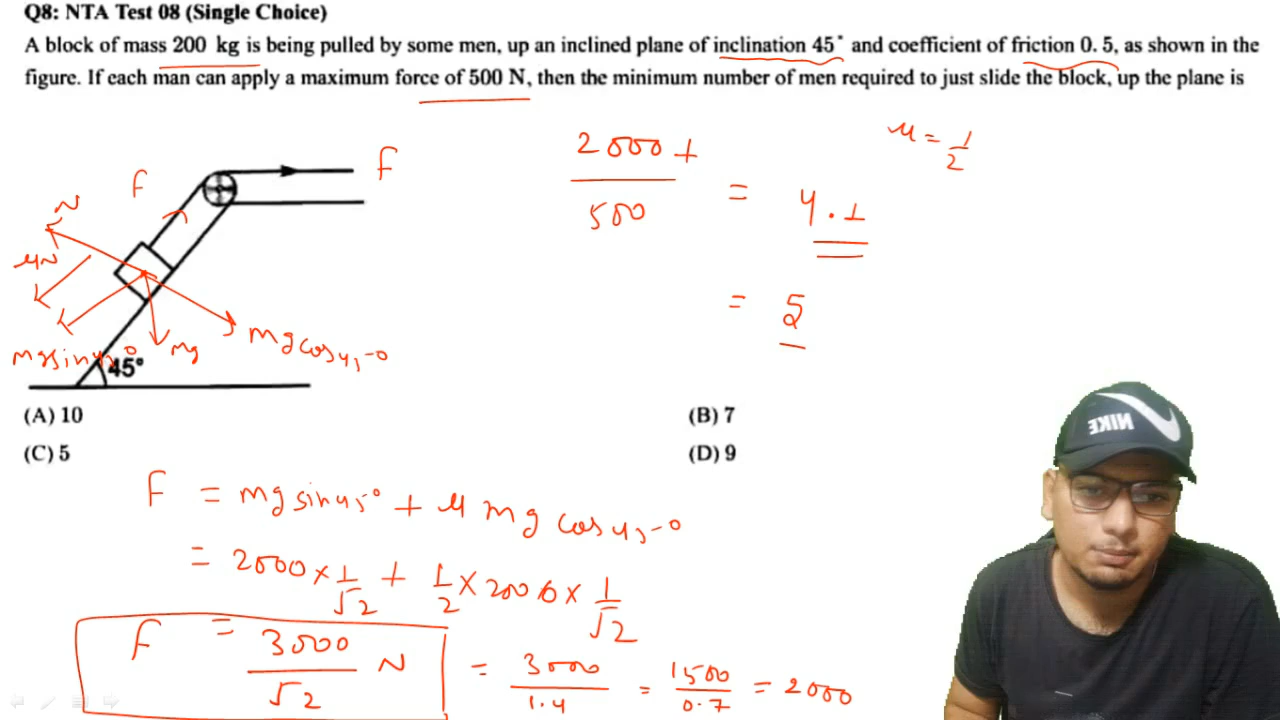 Q8: NTA Test 08 (Single Choice)
A block of mass 200 kg is being pulled by some men, up an inclined plane of inclination 45° and coefficient of friction 0. 5, as shown in the
figure. If each man can apply a maximum force of 500 N, then the minimum number of men required to just slide the block, up the plane is
μ = 1/2
2000+ / 500 = 4.1
= 5
F
F
N
μN
mg sin45°
mg
mg cos45°
45°
(A) 10
(B) 7
(C) 5
(D) 9
NIKE
F = mg sin45° + μ mg cos45°
= 2000 × 1/√2 + 1/2 × 2000 × 1/√2
F = 3000/√2 N = 3000/1.4 = 1500/0.7 = 2000